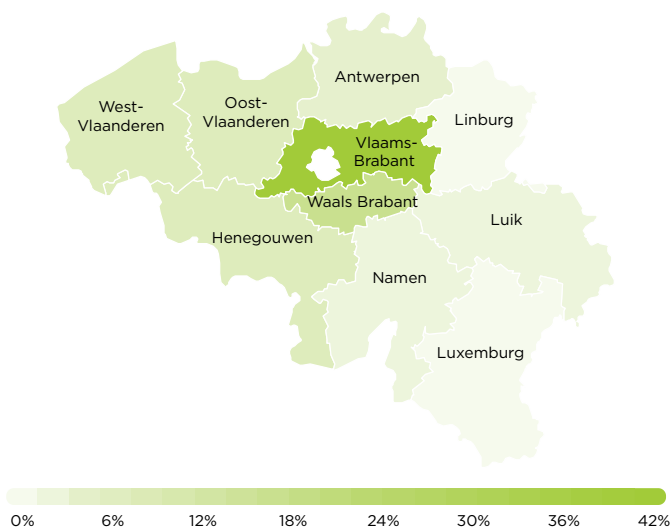 Antwerpen
West-
Vlaanderen
Oost-
Vlaanderen
Linburg
Vlaams-
Brabant
Waals Brabant
Luik
Henegouwen
Namen
Luxemburg
0% 6% 12% 18% 24% 30% 36% 42%